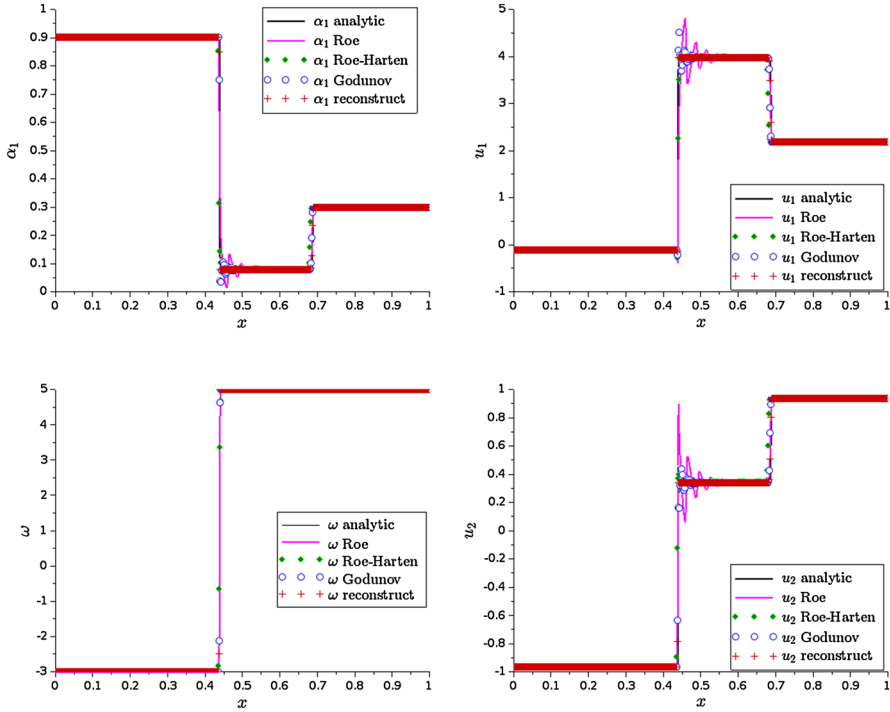 1
0.9
0.8
0.7
0.6
0.5
0.4
0.3
0.2
0.1
0
0 0.1 0.2 0.3 0.4 0.5 0.6 0.7 0.8 0.9 1
α₁
x
α₁ analytic
α₁ Roe
α₁ Roe-Harten
α₁ Godunov
α₁ reconstruct
5
4
3
2
1
0
-1
0 0.1 0.2 0.3 0.4 0.5 0.6 0.7 0.8 0.9 1
u₁
x
u₁ analytic
u₁ Roe
u₁ Roe-Harten
u₁ Godunov
u₁ reconstruct
5
4
3
2
1
0
-1
-2
-3
0 0.1 0.2 0.3 0.4 0.5 0.6 0.7 0.8 0.9 1
ω
x
ω analytic
ω Roe
ω Roe-Harten
ω Godunov
ω reconstruct
1
0.8
0.6
0.4
0.2
0
-0.2
-0.4
-0.6
-0.8
-1
0 0.1 0.2 0.3 0.4 0.5 0.6 0.7 0.8 0.9 1
u₂
x
u₂ analytic
u₂ Roe
u₂ Roe-Harten
u₂ Godunov
u₂ reconstruct